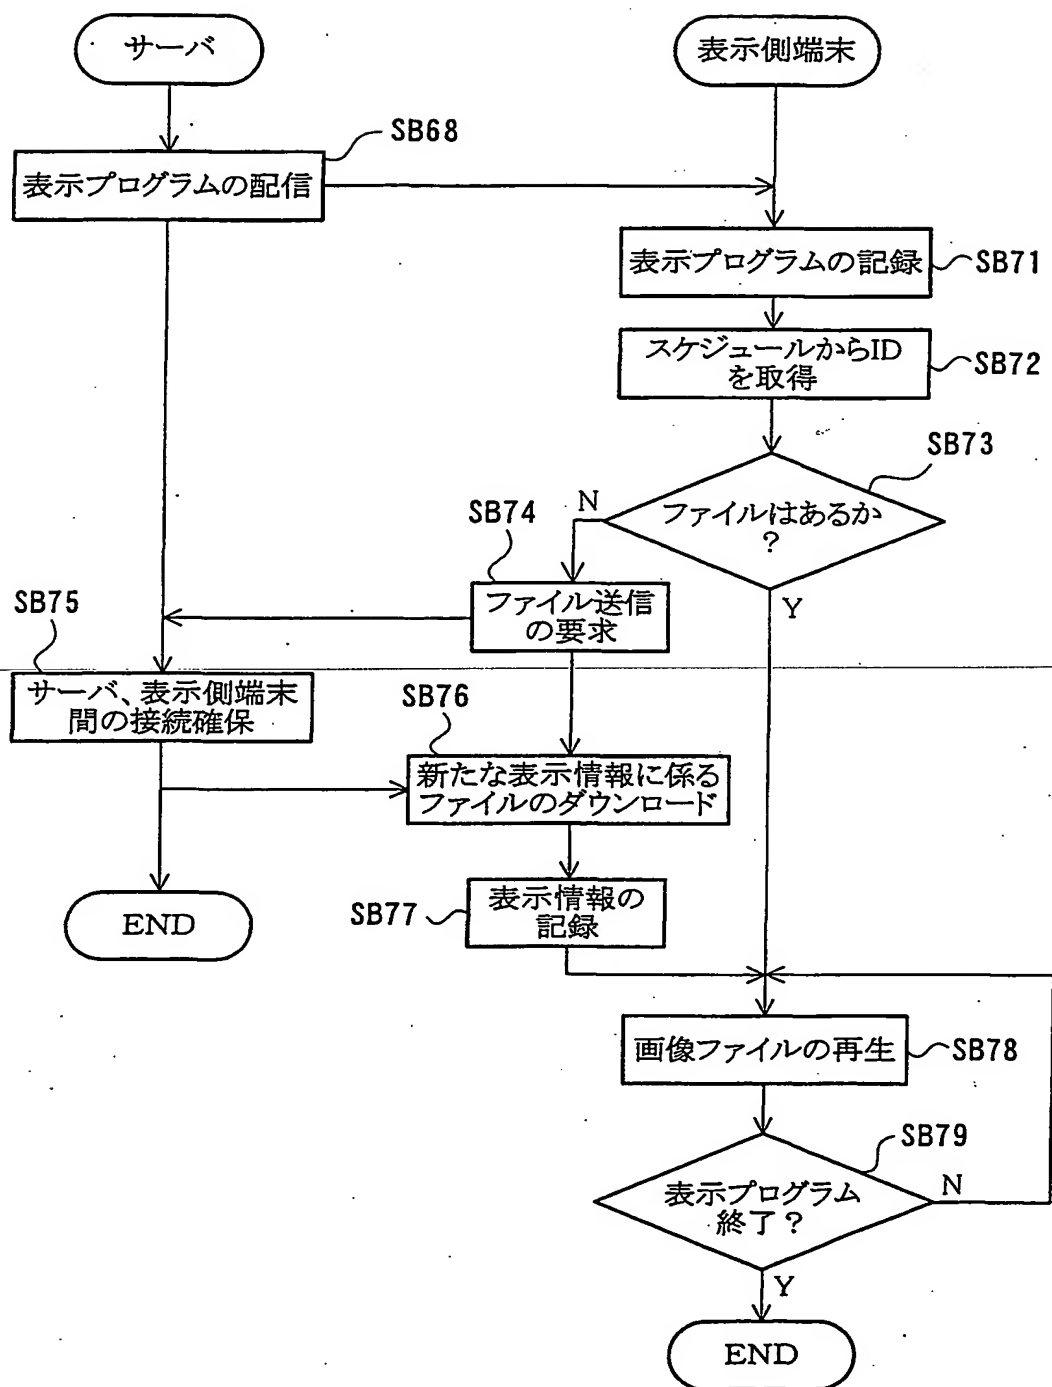 サーバ
表示側端末
SB68
表示プログラムの配信
表示プログラムの記録
SB71
スケジュールからID
を取得
SB72
SB73
ファイルはあるか
?
N
Y
SB74
ファイル送信
の要求
SB75
サーバ、表示側端末
間の接続確保
SB76
新たな表示情報に係る
ファイルのダウンロード
END
SB77
表示情報の
記録
画像ファイルの再生
SB78
SB79
表示プログラム
終了?
N
Y
END